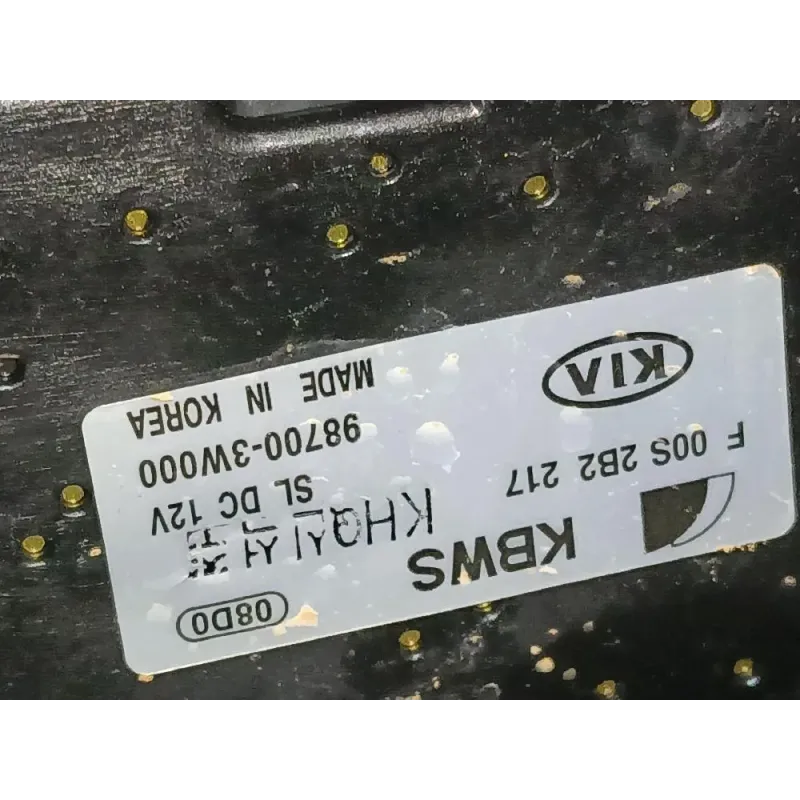 KBWS
08D0
F 00S 2B2 217
SL DC 12V
98700-3W000
KIA
MADE IN KOREA